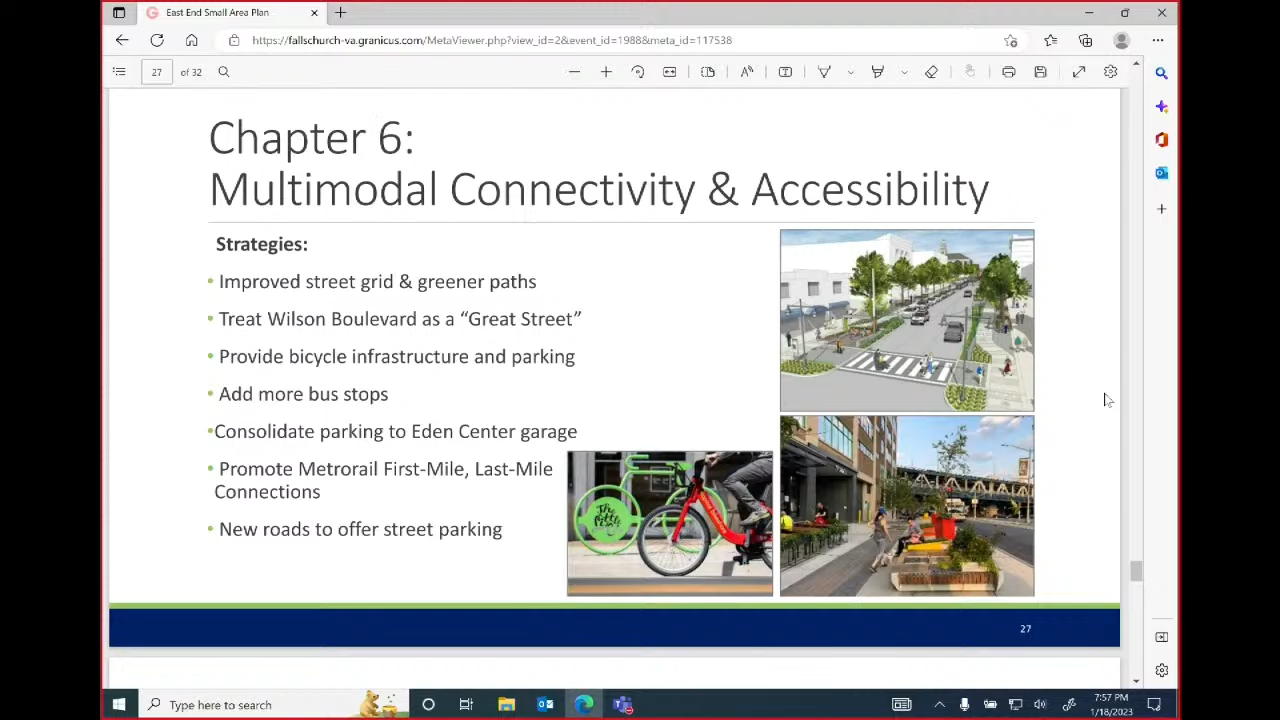 East End Small Area Plan
https://fallschurch-va.granicus.com/MetaViewer.php?view_id=2&event_id=1988&meta_id=117538
27 of 32
Chapter 6:
Multimodal Connectivity & Accessibility
Strategies:
• Improved street grid & greener paths
• Treat Wilson Boulevard as a “Great Street”
• Provide bicycle infrastructure and parking
• Add more bus stops
•Consolidate parking to Eden Center garage
• Promote Metrorail First-Mile, Last-Mile
Connections
• New roads to offer street parking
27
Type here to search
7:57 PM
1/18/2023